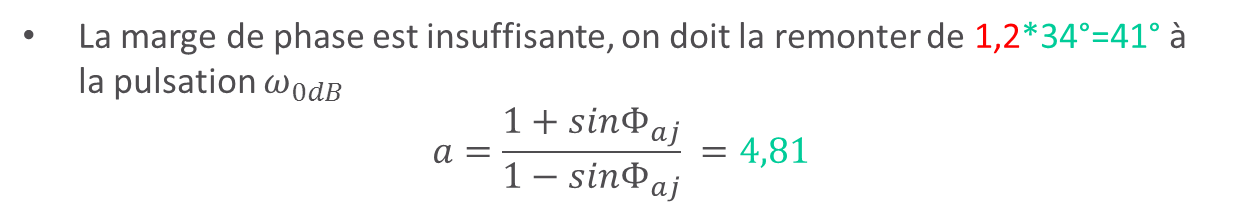 • La marge de phase est insuffisante, on doit la remonter de 1,2*34°=41° à
la pulsation ω₀dB
a = (1 + sinΦaj) / (1 − sinΦaj) = 4,81